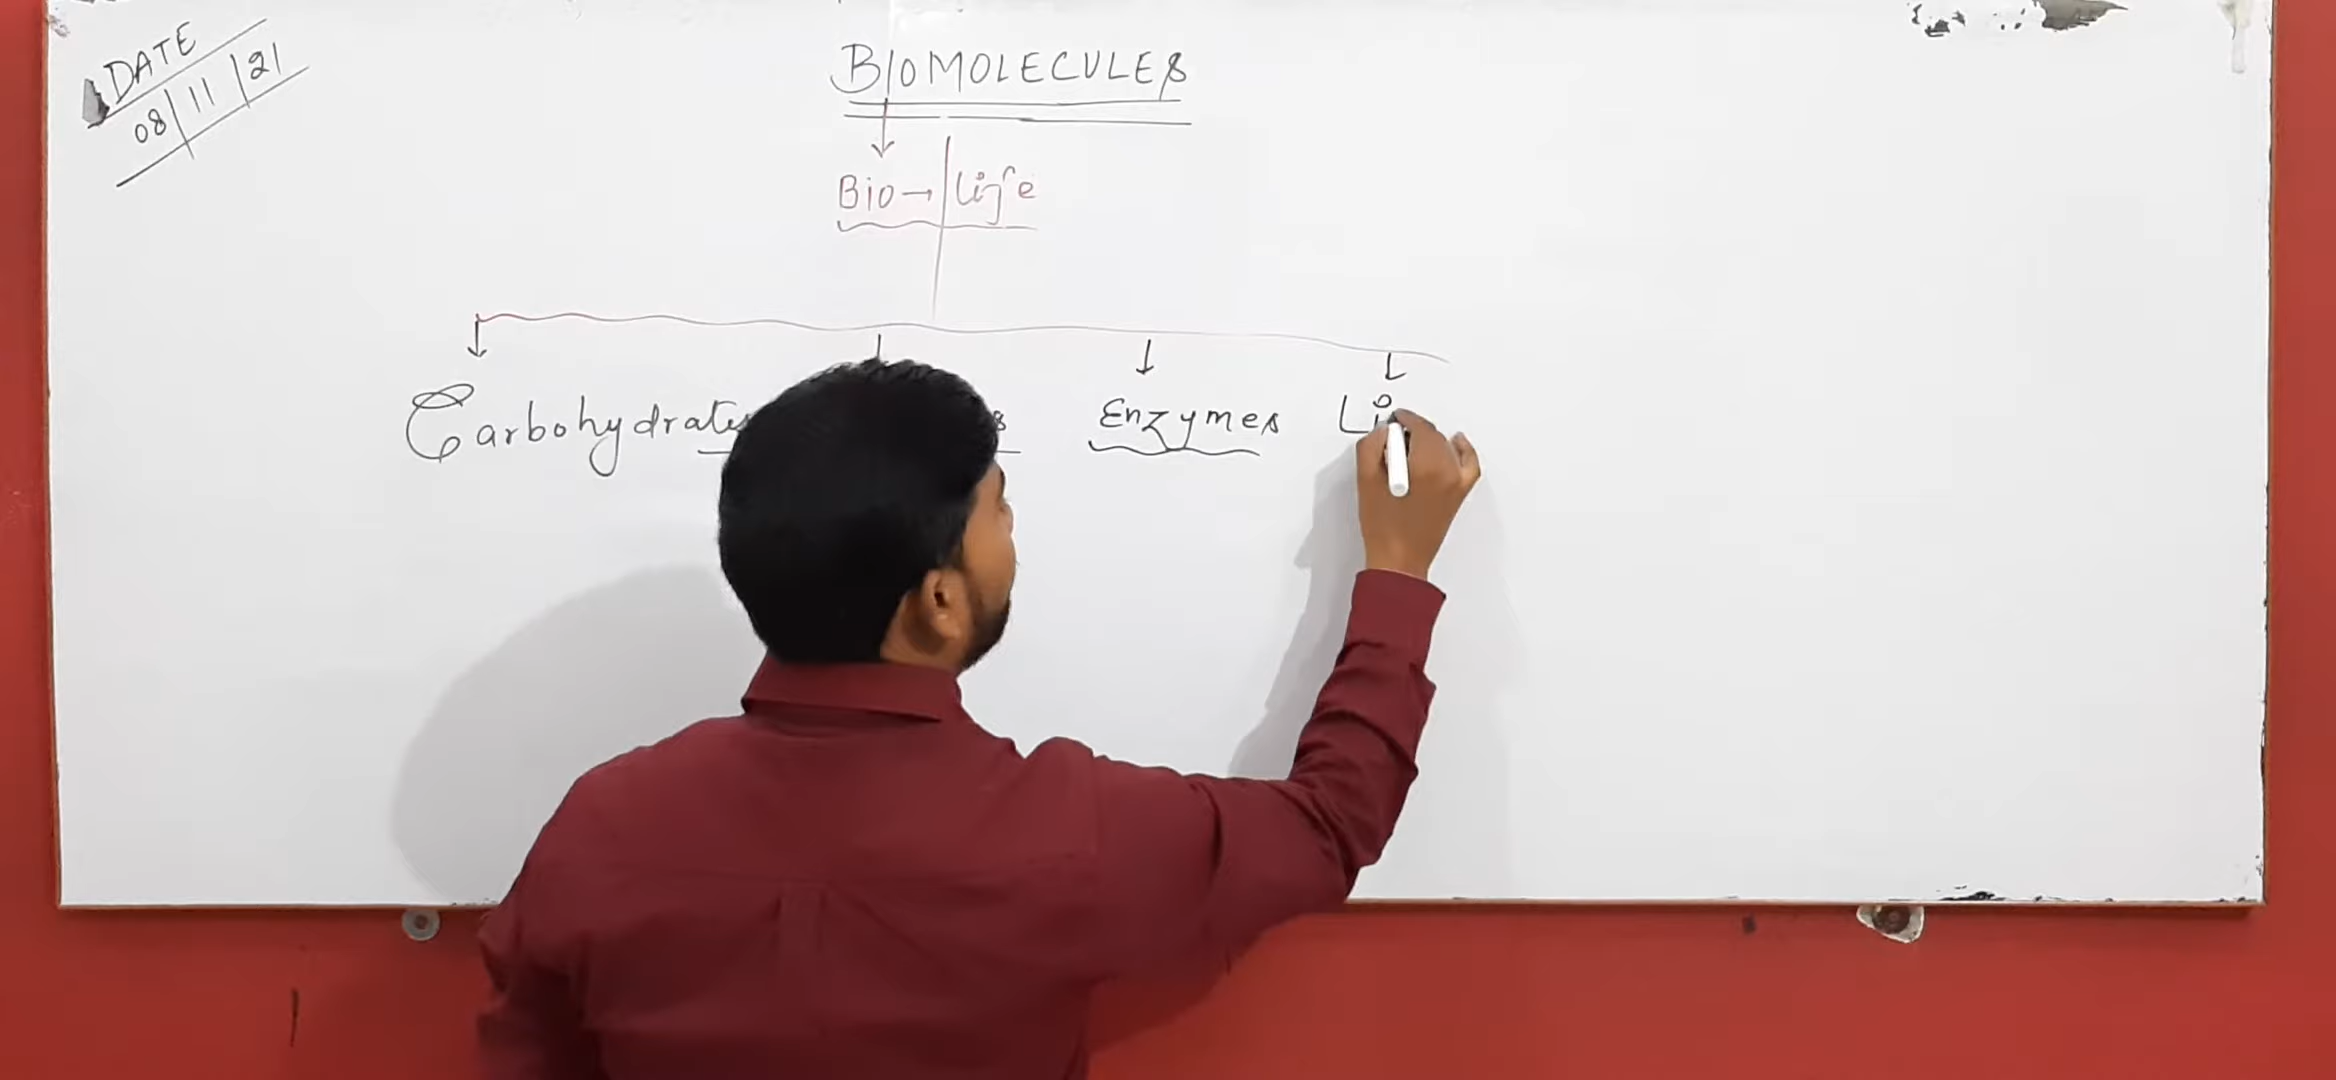 DATE
08/11/21
BIOMOLECULES
Bio → life
Carbohydrates Enzymes Li